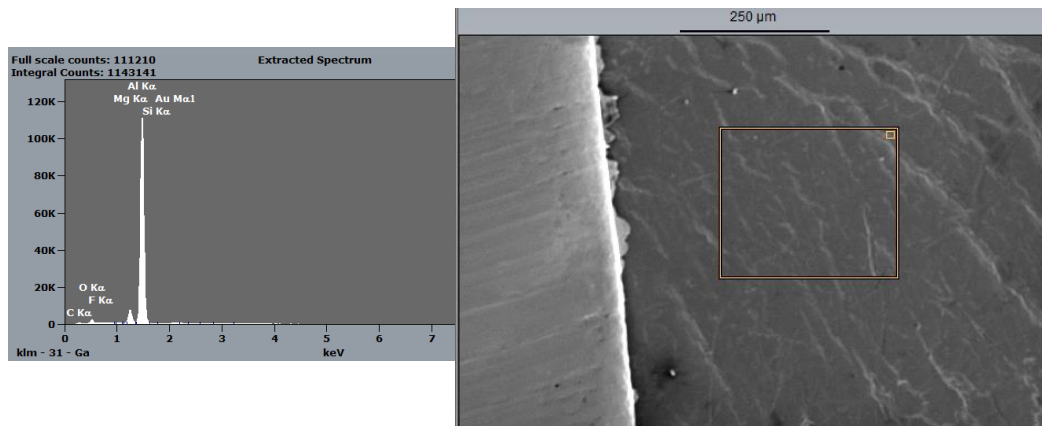 250 µm
Full scale counts: 111210 Extracted Spectrum
Integral Counts: 1143141
Al Kα
Mg Kα Au Mα1
Si Kα
120K
100K
80K
60K
40K
20K
0
O Kα
F Kα
C Kα
0 1 2 3 4 5 6 7
klm - 31 - Ga keV